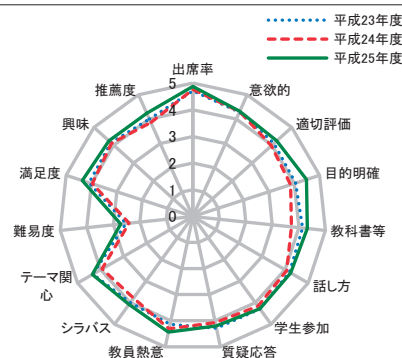 平成23年度
平成24年度
平成25年度
出席率
意欲的
適切評価
目的明確
教科書等
話し方
学生参加
質疑応答
教員熱意
シラバス
テーマ関
心
難易度
満足度
興味
推薦度
5
4
3
2
1
0